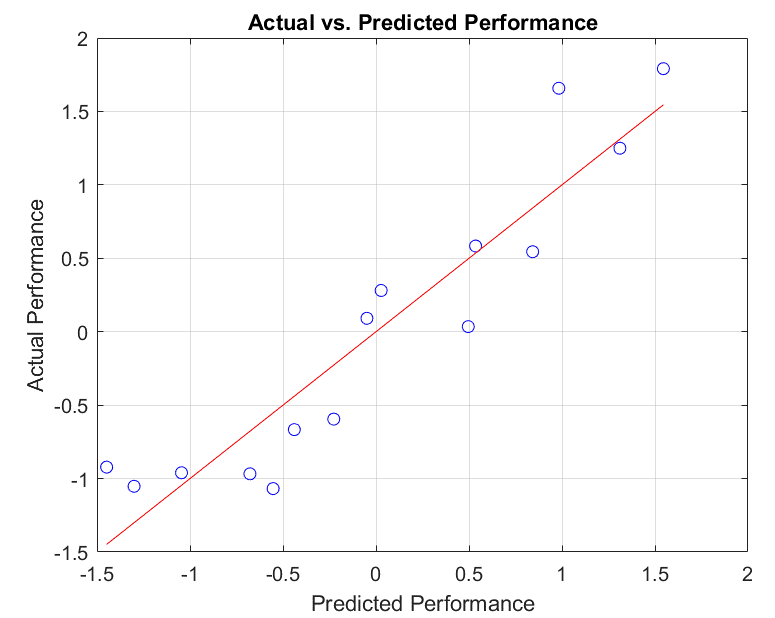 Actual vs. Predicted Performance
2
1.5
1
0.5
0
-0.5
-1
-1.5
Actual Performance
-1.5 -1 -0.5 0 0.5 1 1.5 2
Predicted Performance